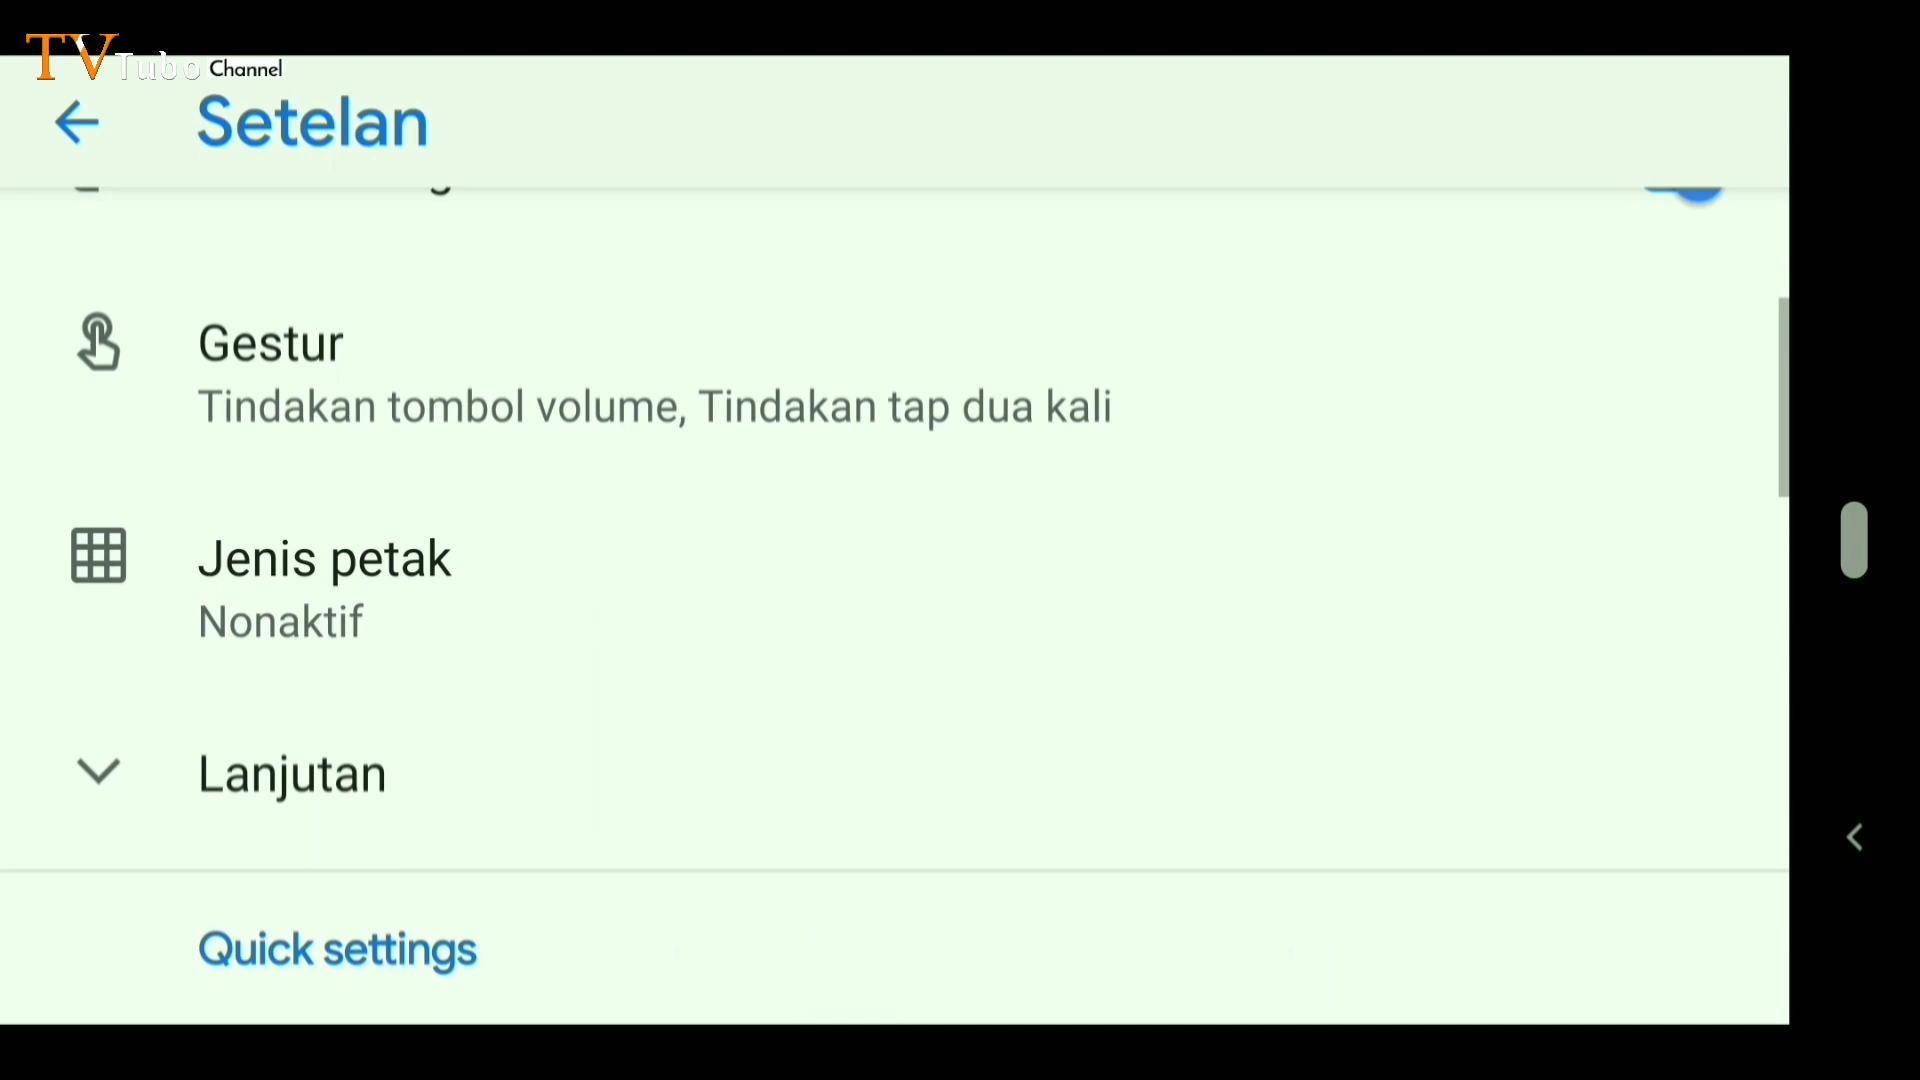 TV Tubo Channel
Setelan
Gestur
Tindakan tombol volume, Tindakan tap dua kali
Jenis petak
Nonaktif
Lanjutan
Quick settings